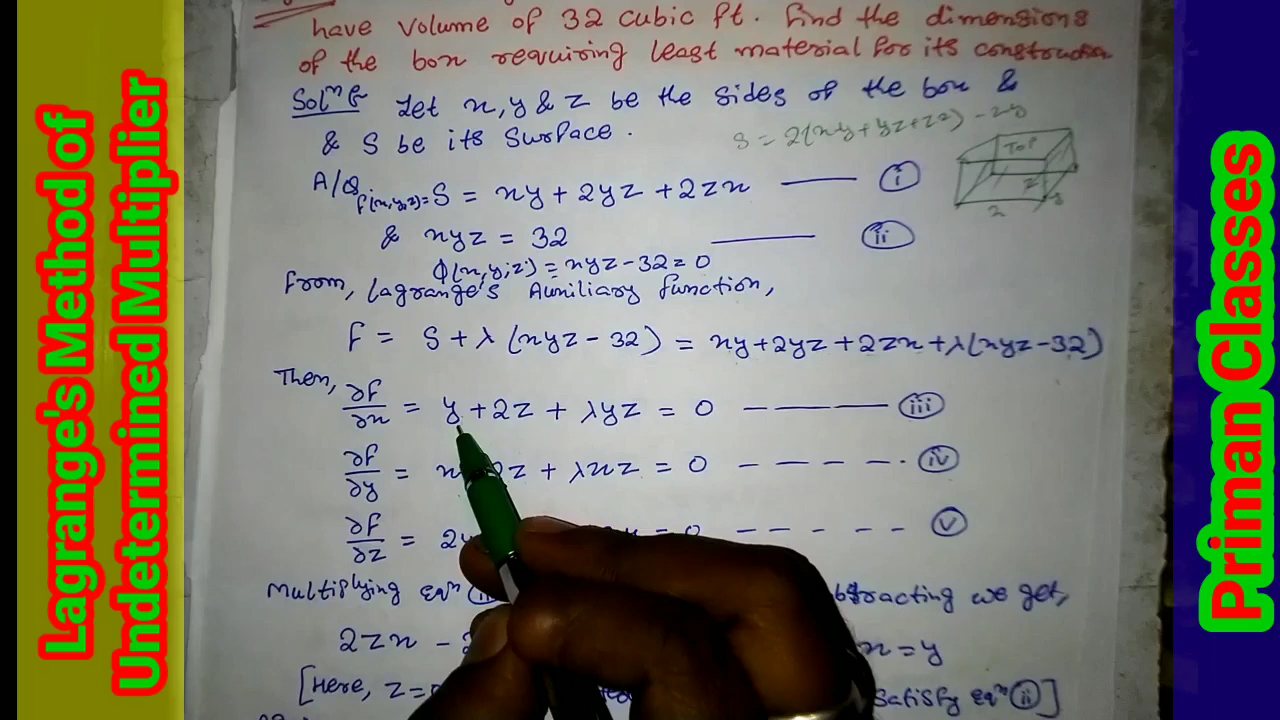 Lagrange's Method of
Undetermined Multiplier
have volume of 32 cubic ft. Find the dimensions
of the box requiring least material for its construction
Solⁿ:- Let x, y & z be the sides of the box &
& S be its Surface.
S = 2(xy+yz+zx) - xy
TOP
z
x
y
A/Q
f(x,y,z)= S = xy + 2yz + 2zx —— (i)
& xyz = 32 —— (ii)
ϕ(x,y,z) = xyz-32=0
From, Lagrange's Auxiliary function,
F = S + λ (xyz - 32) = xy+2yz+2zx+λ(xyz-32)
Then, ∂F/∂x = y + 2z + λyz = 0 ——— (iii)
∂F/∂y = z + λxz = 0 - - - - (iv)
∂F/∂z = 2y = 0 - - - - - (v)
Multiplying eqⁿ subtracting we get,
2zx - x = y
[Here, z= Satisfy eqⁿ (ii)]
Priman Classes